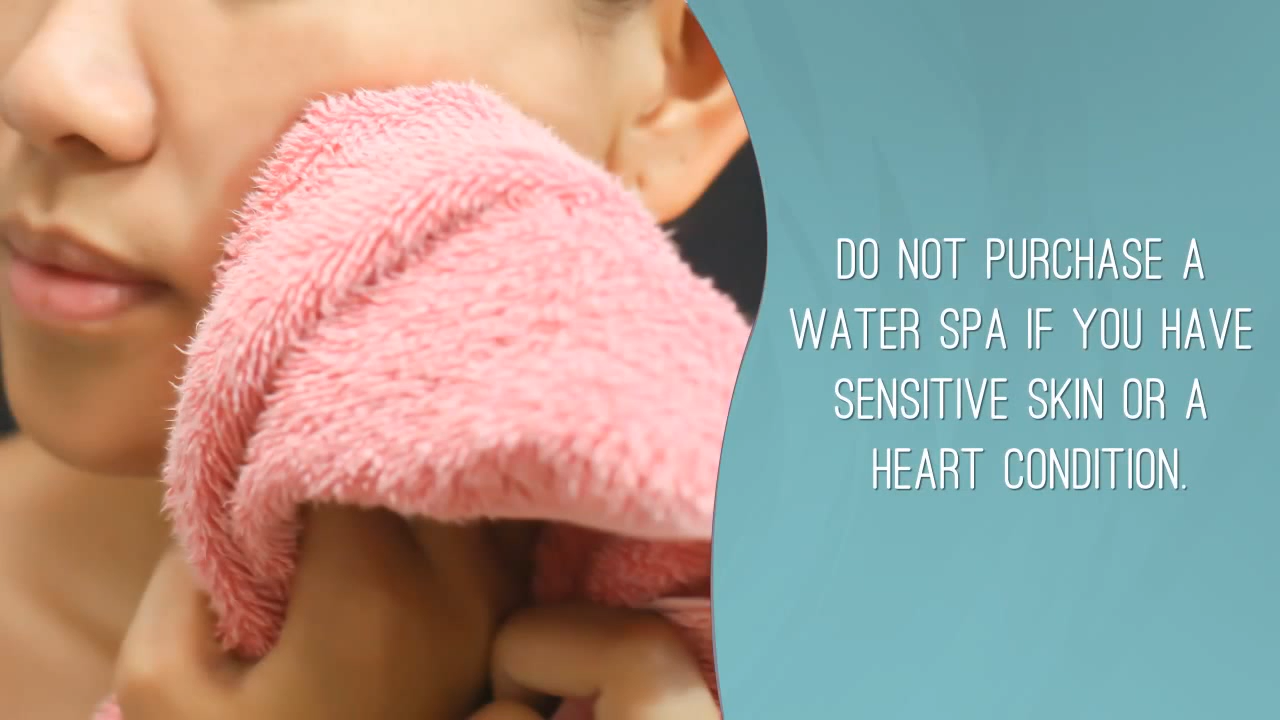 DO NOT PURCHASE A
WATER SPA IF YOU HAVE
SENSITIVE SKIN OR A
HEART CONDITION.